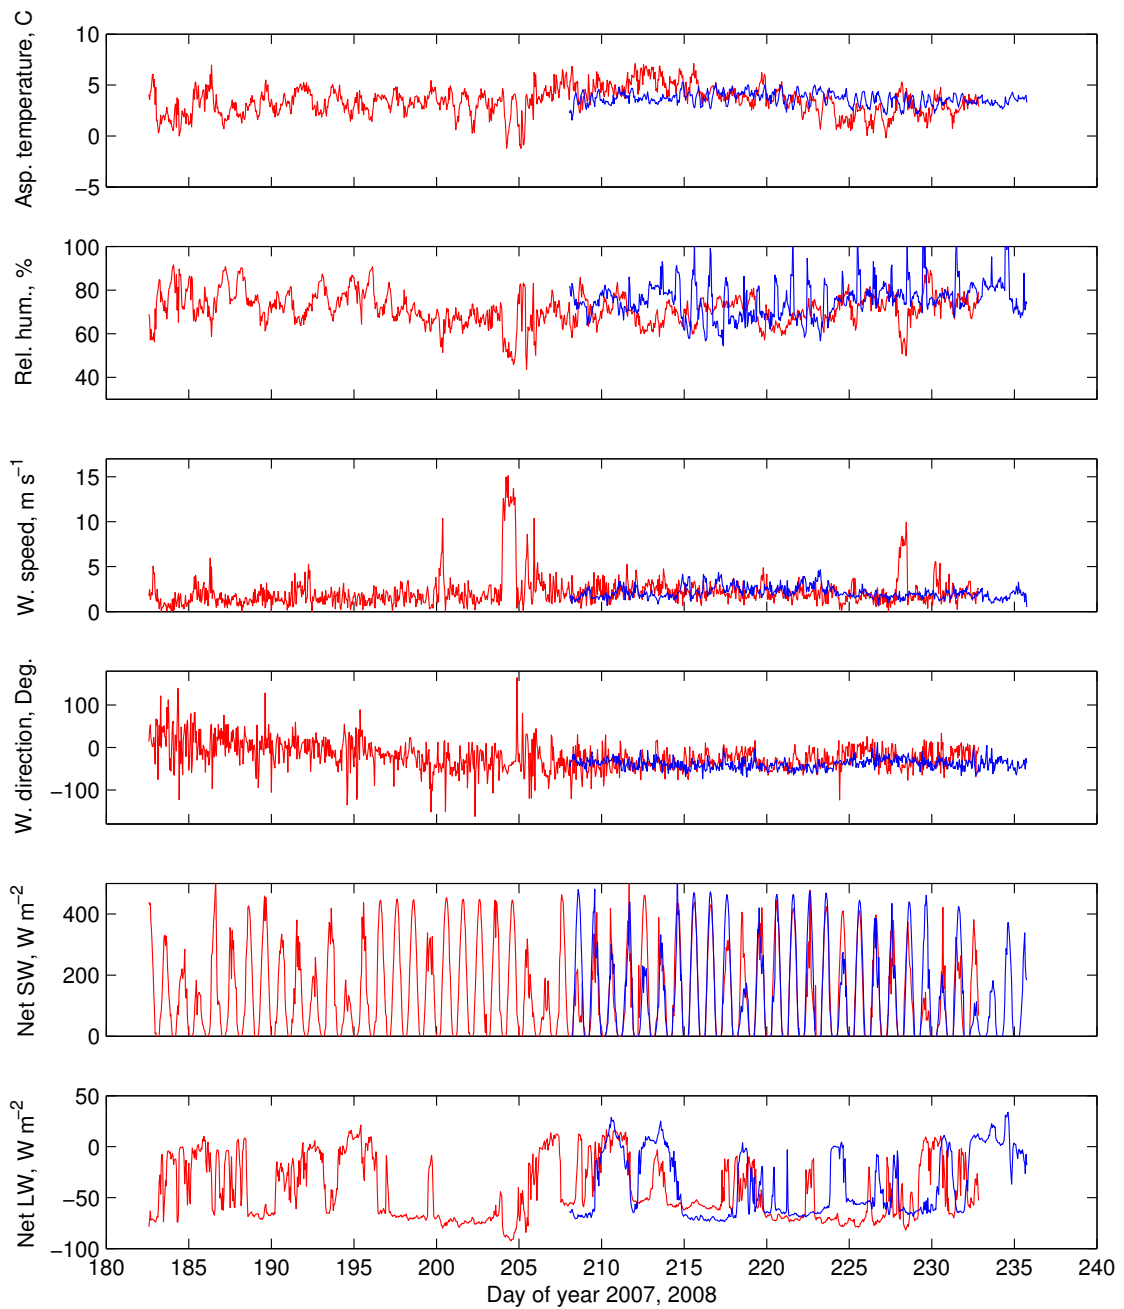 Asp. temperature, C
10
5
0
−5
Rel. hum., %
100
80
60
40
W. speed, m s⁻¹
15
10
5
0
W. direction, Deg.
100
0
−100
Net SW, W m⁻²
400
200
0
Net LW, W m⁻²
50
0
−50
−100
180 185 190 195 200 205 210 215 220 225 230 235 240
Day of year 2007, 2008